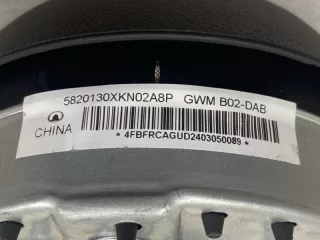 5820130XKN02A8P GWM B02-DAB
CHINA
* 4FBFRCAGUD2403050089 *